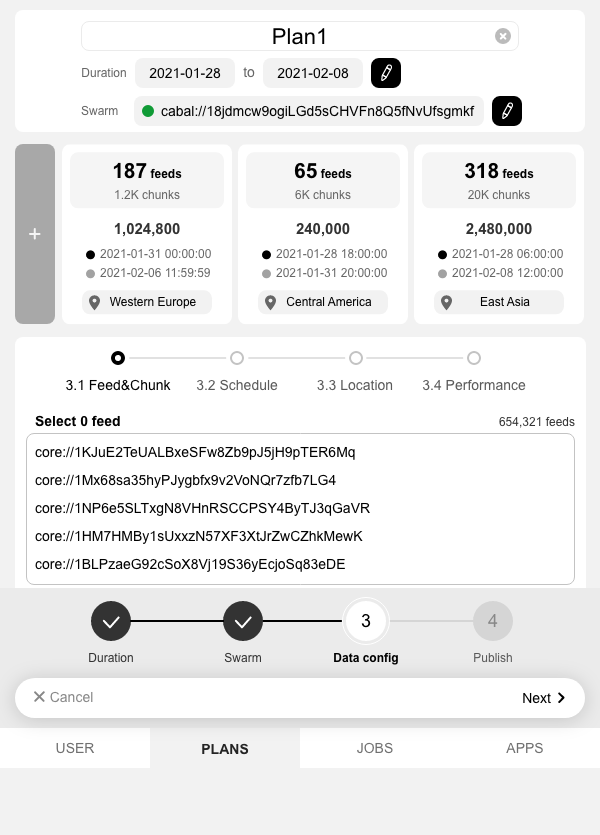 Plan1
Duration 2021-01-28 to 2021-02-08
Swarm cabal://18jdmcw9ogiLGd5sCHVFn8Q5fNvUfsgmkf
+
187 feeds
1.2K chunks
1,024,800
2021-01-31 00:00:00
2021-02-06 11:59:59
Western Europe
65 feeds
6K chunks
240,000
2021-01-28 18:00:00
2021-01-31 20:00:00
Central America
318 feeds
20K chunks
2,480,000
2021-01-28 06:00:00
2021-02-08 12:00:00
East Asia
3.1 Feed&Chunk 3.2 Schedule 3.3 Location 3.4 Performance
Select 0 feed 654,321 feeds
core://1KJuE2TeUALBxeSFw8Zb9pJ5jH9pTER6Mq
core://1Mx68sa35hyPJygbfx9v2VoNQr7zfb7LG4
core://1NP6e5SLTxgN8VHnRSCCPSY4ByTJ3qGaVR
core://1HM7HMBy1sUxxzN57XF3XtJrZwCZhkMewK
core://1BLPzaeG92cSoX8Vj19S36yEcjoSq83eDE
3 4
Duration Swarm Data config Publish
Cancel Next
USER PLANS JOBS APPS